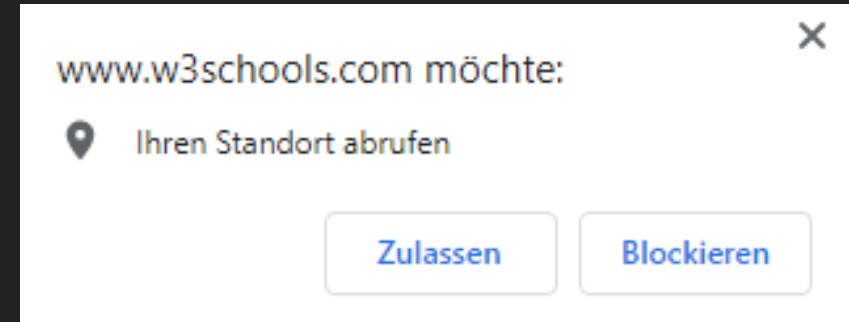 www.w3schools.com möchte:
Ihren Standort abrufen
Zulassen Blockieren